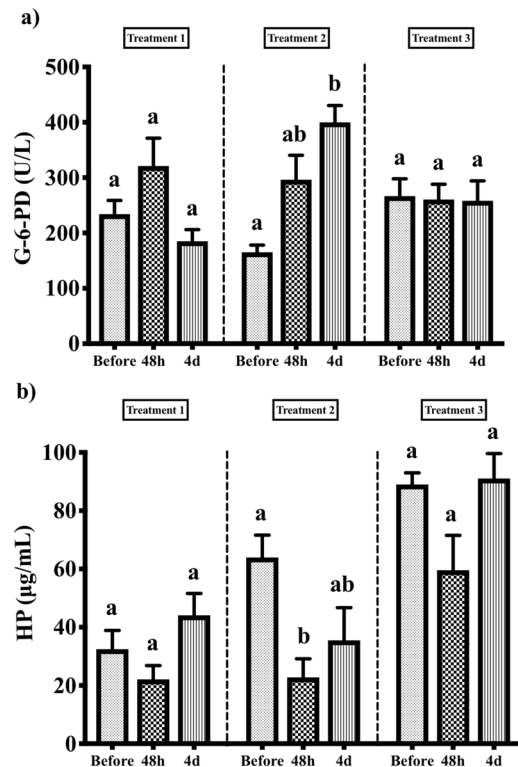 a)
Treatment 1 Treatment 2 Treatment 3
G-6-PD (U/L)
500
400
300
200
100
0
a a a a ab b a a a
Before 48h 4d Before 48h 4d Before 48h 4d
b)
Treatment 1 Treatment 2 Treatment 3
HP (µg/mL)
100
80
60
40
20
0
a a a a b ab a a a
Before 48h 4d Before 48h 4d Before 48h 4d